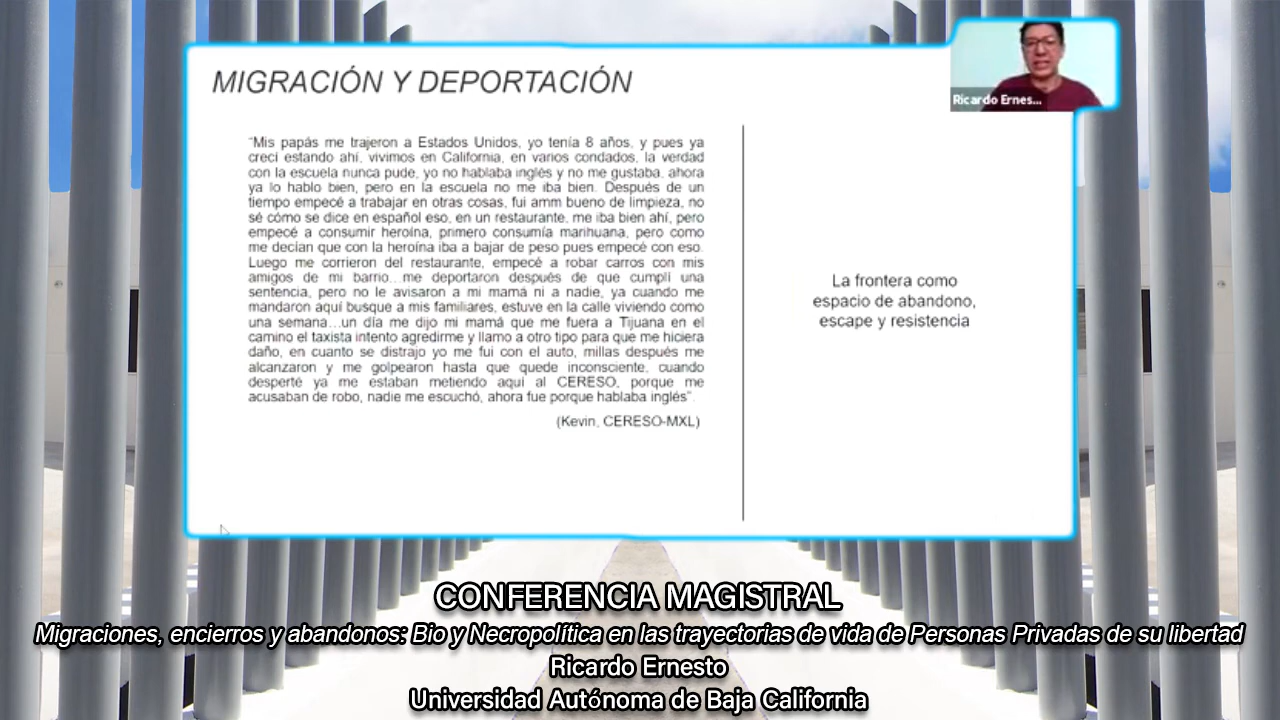 MIGRACIÓN Y DEPORTACIÓN
Ricardo Ernes...
“Mis papás me trajeron a Estados Unidos, yo tenía 8 años, y pues ya
crecí estando ahí, vivimos en California, en varios condados, la verdad
con la escuela nunca pude, yo no hablaba inglés y no me gustaba, ahora
ya lo hablo bien, pero en la escuela no me iba bien. Después de un
tiempo empecé a trabajar en otras cosas, fui amm bueno de limpieza, no
sé cómo se dice en español eso, en un restaurante, me iba bien ahí, pero
empecé a consumir heroína, primero consumía marihuana, pero como
me decían que con la heroína iba a bajar de peso pues empecé con eso.
Luego me corrieron del restaurante, empecé a robar carros con mis
amigos de mi barrio...me deportaron después de que cumplí una
sentencia, pero no le avisaron a mi mamá ni a nadie, ya cuando me
mandaron aquí busque a mis familiares, estuve en la calle viviendo como
una semana...un día me dijo mi mamá que me fuera a Tijuana en el
camino el taxista intento agredirme y llamo a otro tipo para que me hiciera
daño, en cuanto se distrajo yo me fui con el auto, millas después me
alcanzaron y me golpearon hasta que quede inconsciente, cuando
desperté ya me estaban metiendo aquí al CERESO, porque me
acusaban de robo, nadie me escuchó, ahora fue porque hablaba inglés”.
(Kevin, CERESO-MXL)
La frontera como
espacio de abandono,
escape y resistencia
CONFERENCIA MAGISTRAL
Migraciones, encierros y abandonos: Bio y Necropolítica en las trayectorias de vida de Personas Privadas de su libertad
Ricardo Ernesto
Universidad Autónoma de Baja California